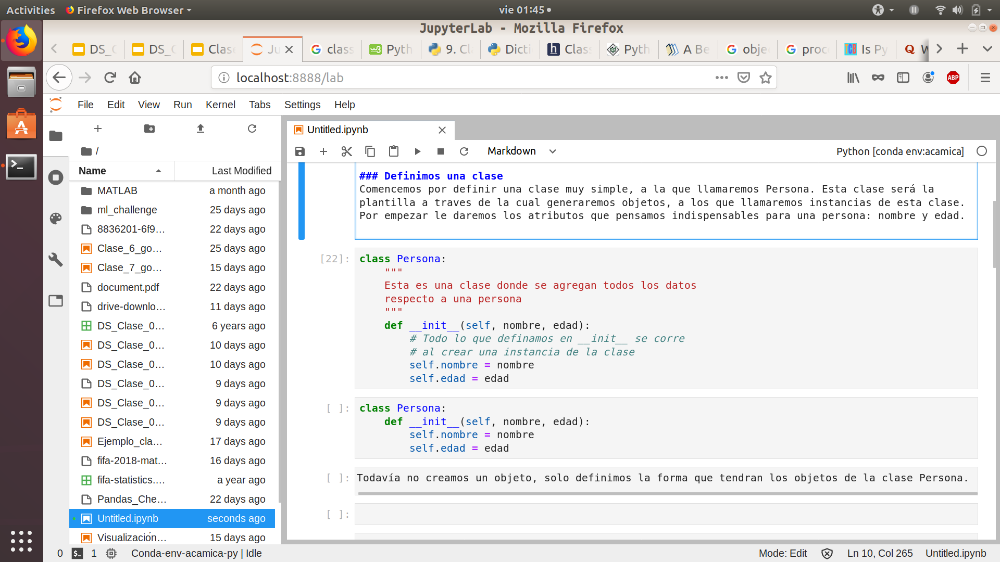 Activities Firefox Web Browser vie 01:45
JupyterLab - Mozilla Firefox
DS_C DS_C Clase Ju class Pyth 9. Cl Dicti Class Pyth A Be obje proc Is Py W
localhost:8888/lab
ABP
File Edit View Run Kernel Tabs Settings Help
Untitled.ipynb
/
Markdown Python [conda env:acamica]
Name Last Modified
MATLAB a month ago
ml_challenge 25 days ago
8836201-6f9… 22 days ago
Clase_6_go… 25 days ago
Clase_7_go… 15 days ago
document.pdf 22 days ago
drive-downlo… 11 days ago
DS_Clase_0… 6 years ago
DS_Clase_0… 10 days ago
DS_Clase_0… 10 days ago
DS_Clase_0… 9 days ago
DS_Clase_0… 9 days ago
DS_Clase_0… 9 days ago
Ejemplo_cla… 17 days ago
fifa-2018-mat… 16 days ago
fifa-statistics.… a year ago
Pandas_Che… 22 days ago
Untitled.ipynb seconds ago
Visualización… 15 days ago
### Definimos una clase
Comencemos por definir una clase muy simple, a la que llamaremos Persona. Esta clase será la
plantilla a traves de la cual generaremos objetos, a los que llamaremos instancias de esta clase.
Por empezar le daremos los atributos que pensamos indispensables para una persona: nombre y edad.
[22]: class Persona:
"""
Esta es una clase donde se agregan todos los datos
respecto a una persona
"""
def __init__(self, nombre, edad):
# Todo lo que definamos en __init__ se corre
# al crear una instancia de la clase
self.nombre = nombre
self.edad = edad
[ ]: class Persona:
def __init__(self, nombre, edad):
self.nombre = nombre
self.edad = edad
[ ]: Todavía no creamos un objeto, solo definimos la forma que tendran los objetos de la clase Persona.
[ ]:
0 1 Conda-env-acamica-py | Idle Mode: Edit Ln 10, Col 265 Untitled.ipynb